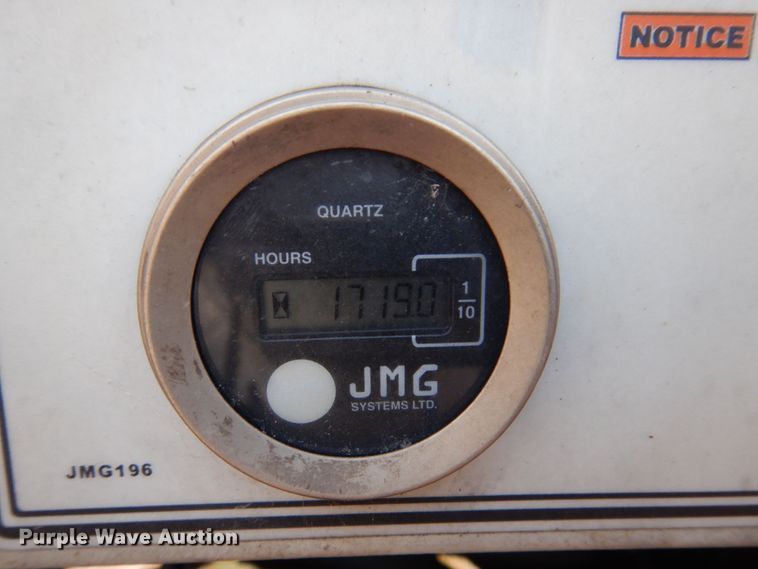 NOTICE
QUARTZ
HOURS
1719.0
1
10
JMG
SYSTEMS LTD.
JMG196
Purple Wave Auction